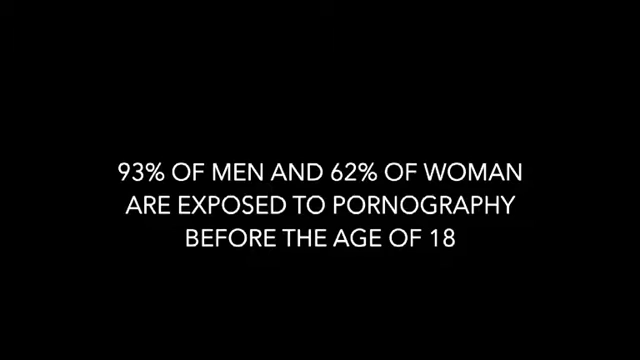 93% OF MEN AND 62% OF WOMAN
ARE EXPOSED TO PORNOGRAPHY
BEFORE THE AGE OF 18